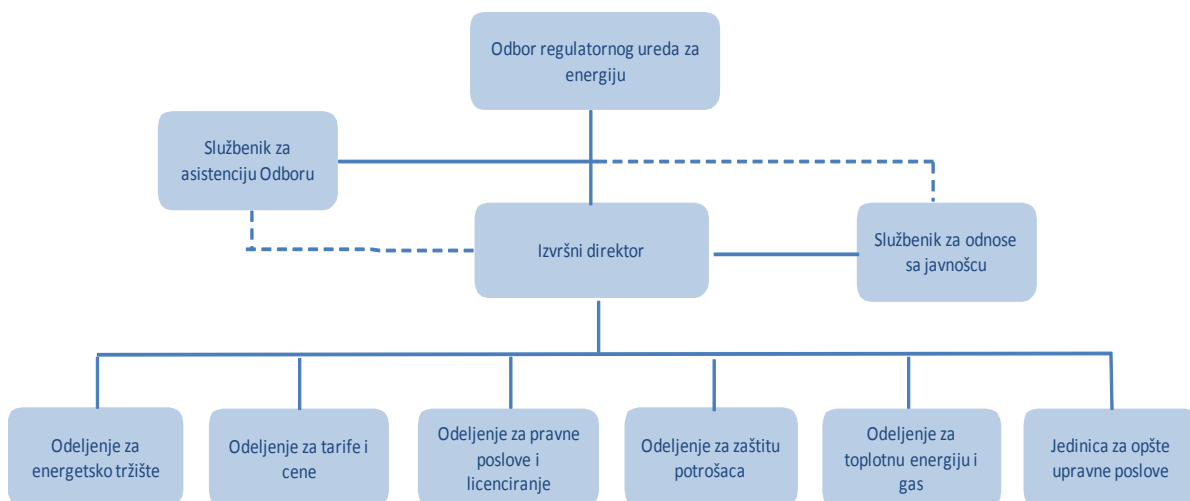 Odbor regulatornog ureda za
energiju
Službenik za
asistenciju Odboru
Izvršni direktor
Službenik za odnose
sa javnošcu
Odeljenje za
energetsko tržište
Odeljenje za tarife i
cene
Odeljenje za pravne
poslove i
licenciranje
Odeljenje za zaštitu
potrošaca
Odeljenje za
toplotnu energiju i
gas
Jedinica za opšte
upravne poslove